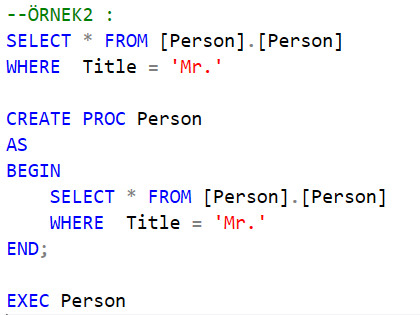 --ÖRNEK2 :
SELECT * FROM [Person].[Person]
WHERE  Title = 'Mr.'
CREATE PROC Person
AS
BEGIN
    SELECT * FROM [Person].[Person]
    WHERE  Title = 'Mr.'
END;
EXEC Person